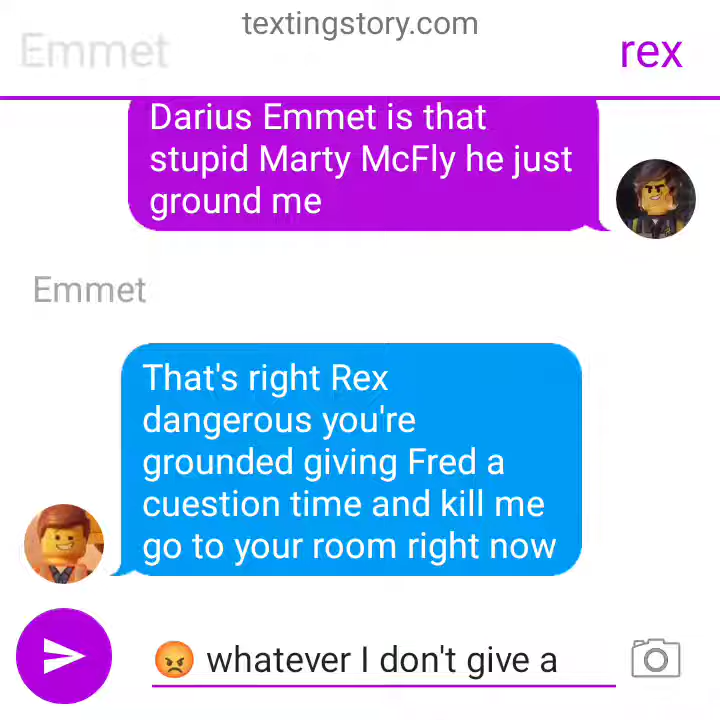 textingstory.com
Emmet
rex
Darius Emmet is that
stupid Marty McFly he just
ground me
Emmet
That's right Rex
dangerous you're
grounded giving Fred a
cuestion time and kill me
go to your room right now
😡 whatever I don't give a